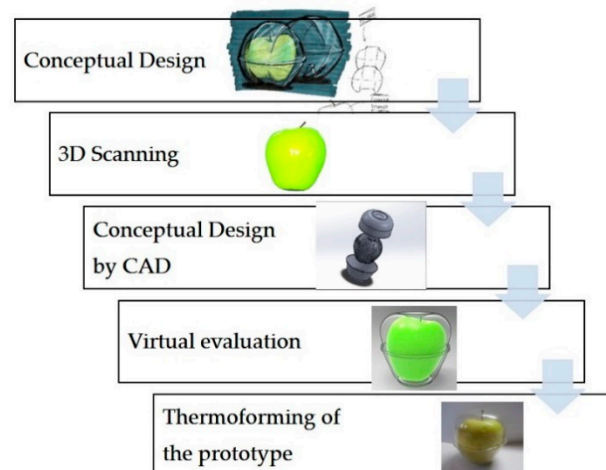 Conceptual Design
3D Scanning
Conceptual Design
by CAD
Virtual evaluation
Thermoforming of
the prototype